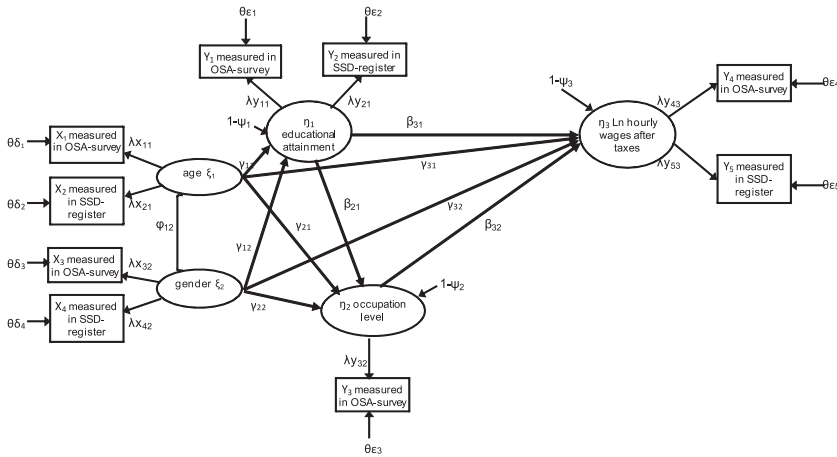 θε₁
θε₂
Y₁ measured in
OSA-survey
Y₂ measured in
SSD-register
λy₁₁
λy₂₁
1-ψ₁
η₁
educational
attainment
1-ψ₃
η₃ Ln hourly
wages after
taxes
λy₄₃
Y₄ measured
in OSA-survey
θε₄
λy₅₃
Y₅ measured
in SSD-
register
θε₅
θδ₁
X₁ measured
in OSA-survey
λx₁₁
θδ₂
X₂ measured
in SSD-
register
λx₂₁
age ξ₁
φ₁₂
θδ₃
X₃ measured
in OSA-survey
λx₃₂
θδ₄
X₄ measured
in SSD-
register
λx₄₂
gender ξ₂
γ₁₁
β₃₁
γ₃₁
γ₂₁
β₂₁
γ₃₂
β₃₂
γ₁₂
γ₂₂
η₂ occupation
level
1-ψ₂
λy₃₂
Y₃ measured
in OSA-survey
θε₃